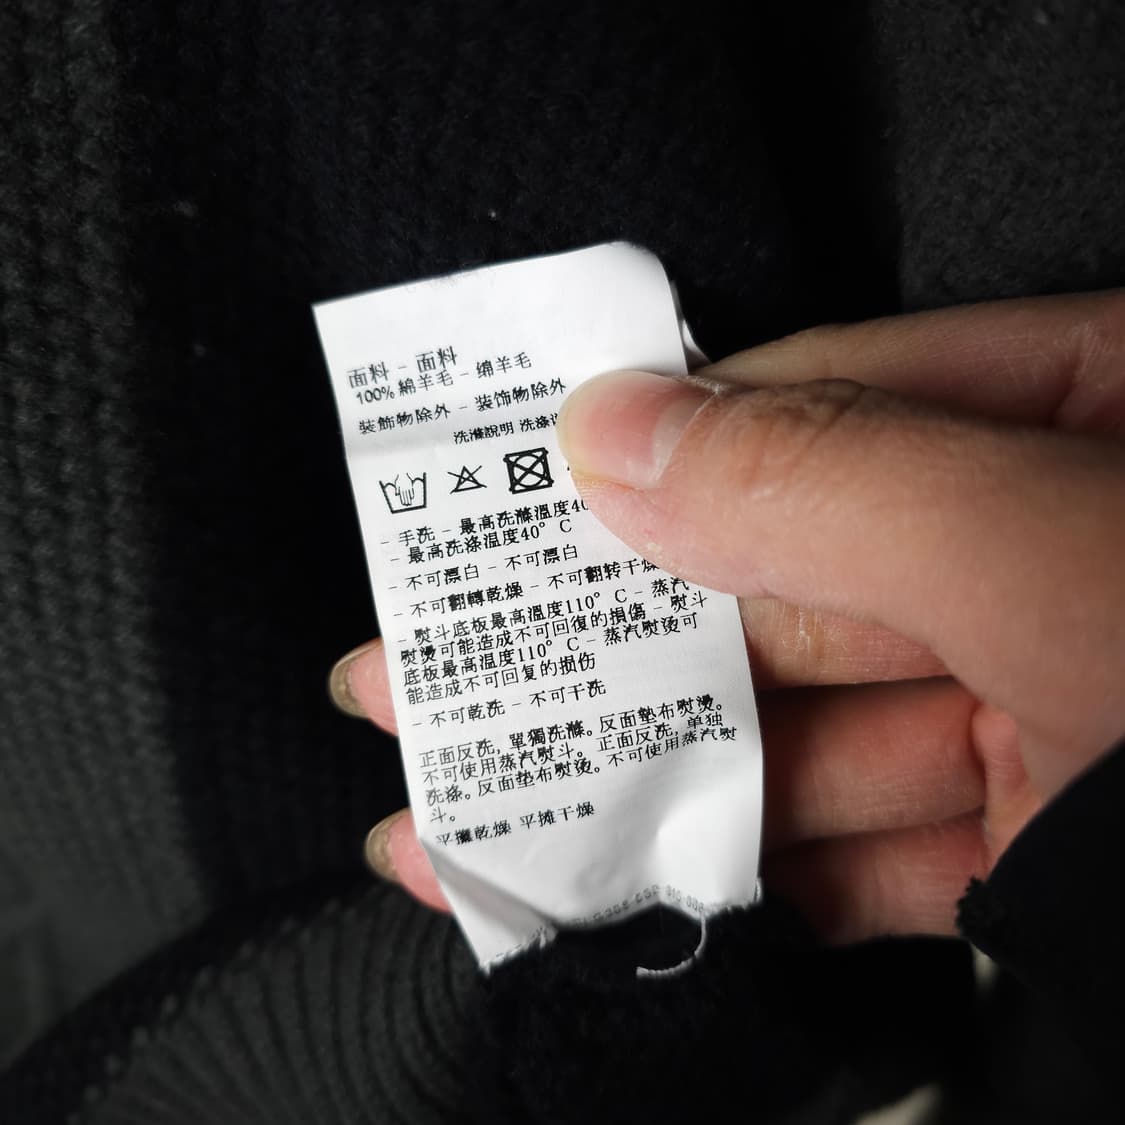 面料 - 面料
100% 綿羊毛 - 绵羊毛
裝飾物除外 - 装饰物除外
洗滌說明 洗涤
- 手洗 - 最高洗滌溫度40
- 最高洗涤温度40° C
- 不可漂白 - 不可漂白
- 不可翻轉乾燥 - 不可翻转干燥
- 熨斗底板最高溫度110° C - 蒸汽
熨燙可能造成不可回復的損傷 - 熨斗
底板最高温度110° C - 蒸汽熨烫可
能造成不可回复的损伤
- 不可乾洗 - 不可干洗
正面反洗, 單獨洗滌。反面墊布熨燙。
不可使用蒸汽熨斗。 正面反洗, 单独
洗涤。反面垫布熨烫。不可使用蒸汽熨
斗。
平攤乾燥 平摊干燥